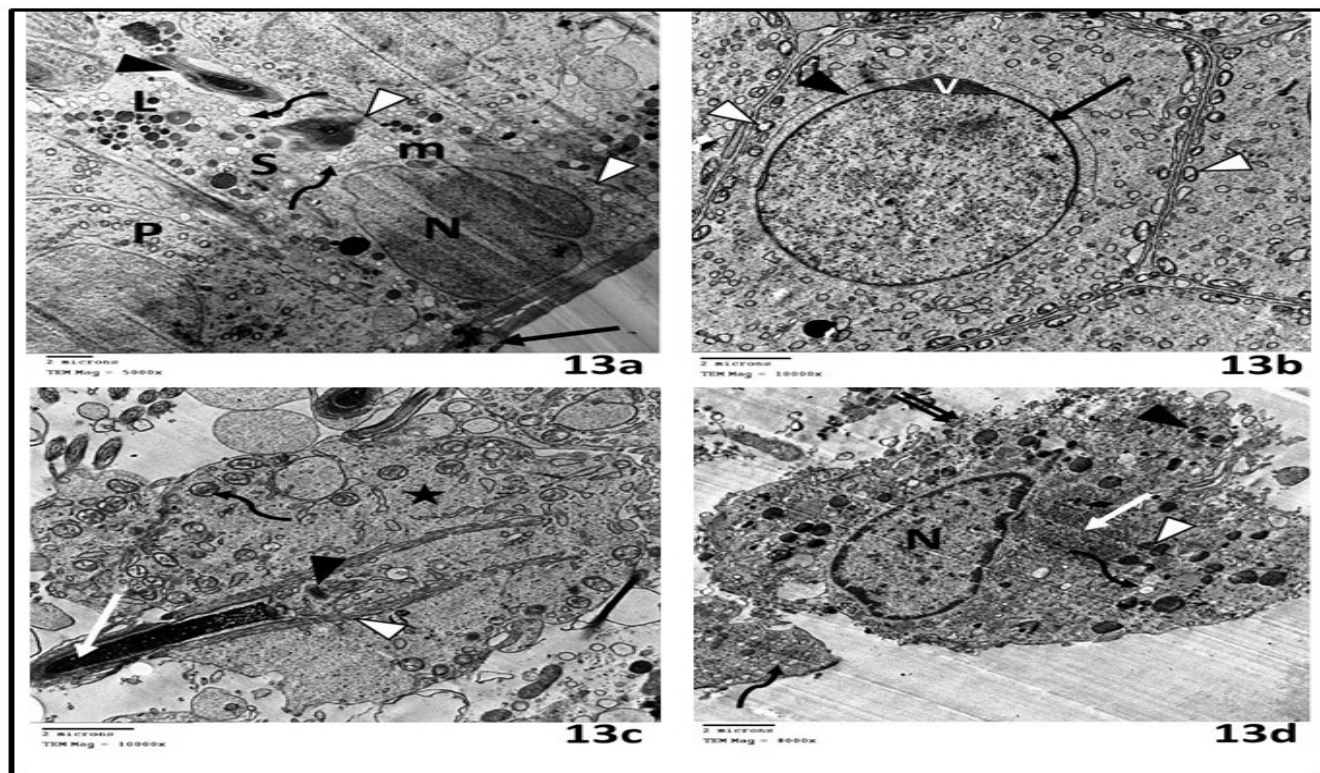 L
S
m
N
P
2 microns
TEM Mag = 5000x
13a
V
2 microns
TEM Mag = 10000x
13b
2 microns
TEM Mag = 10000x
13c
N
2 microns
TEM Mag = 8000x
13d